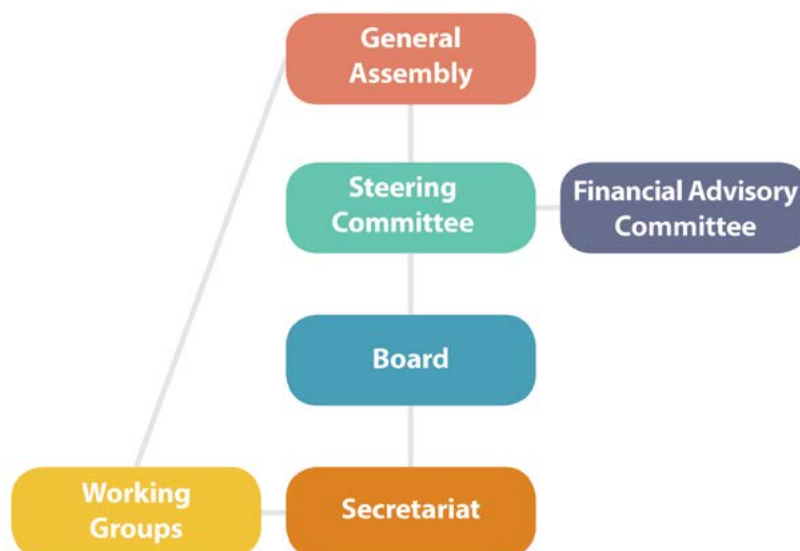 General
Assembly
Steering
Committee
Financial Advisory
Committee
Board
Working
Groups
Secretariat